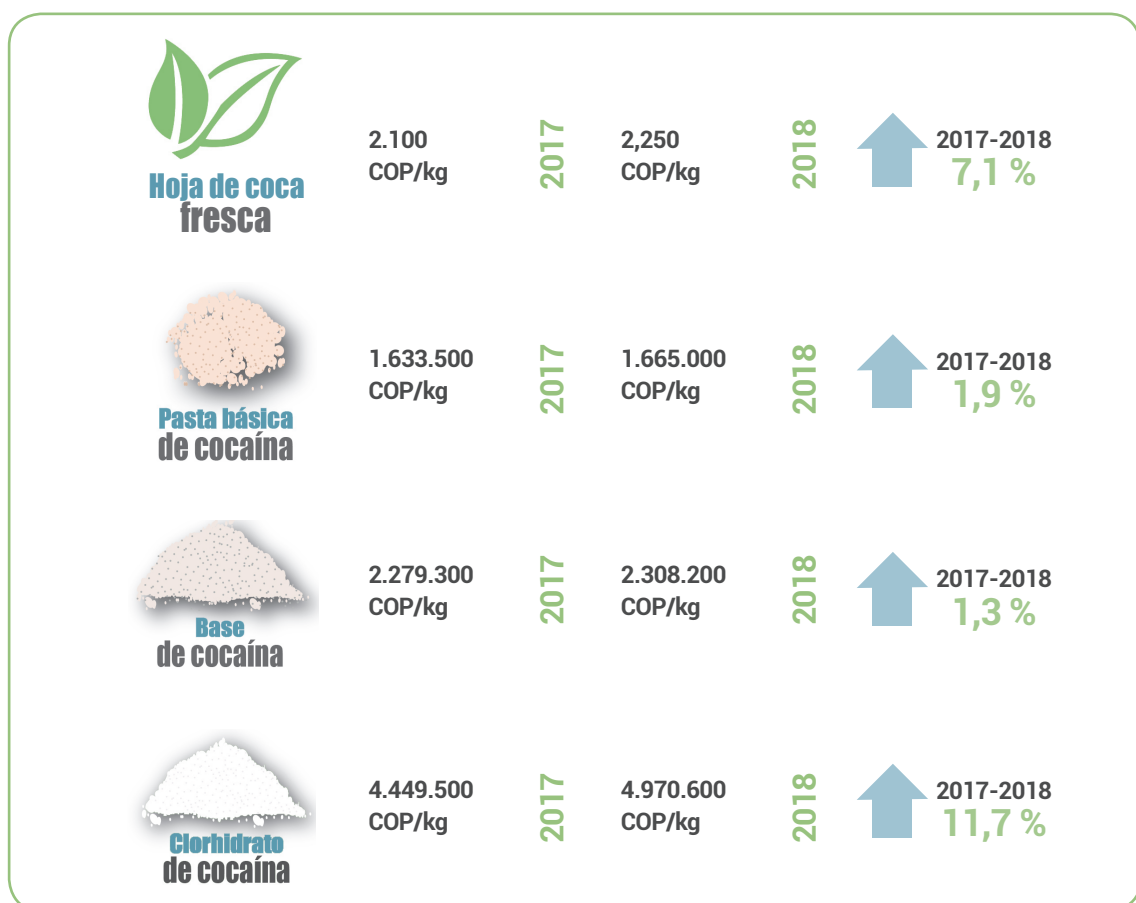 Hoja de coca
fresca
2.100
COP/kg
2017
2,250
COP/kg
2018
2017-2018
7,1 %
Pasta básica
de cocaína
1.633.500
COP/kg
2017
1.665.000
COP/kg
2018
2017-2018
1,9 %
Base
de cocaína
2.279.300
COP/kg
2017
2.308.200
COP/kg
2018
2017-2018
1,3 %
Clorhidrato
de cocaína
4.449.500
COP/kg
2017
4.970.600
COP/kg
2018
2017-2018
11,7 %